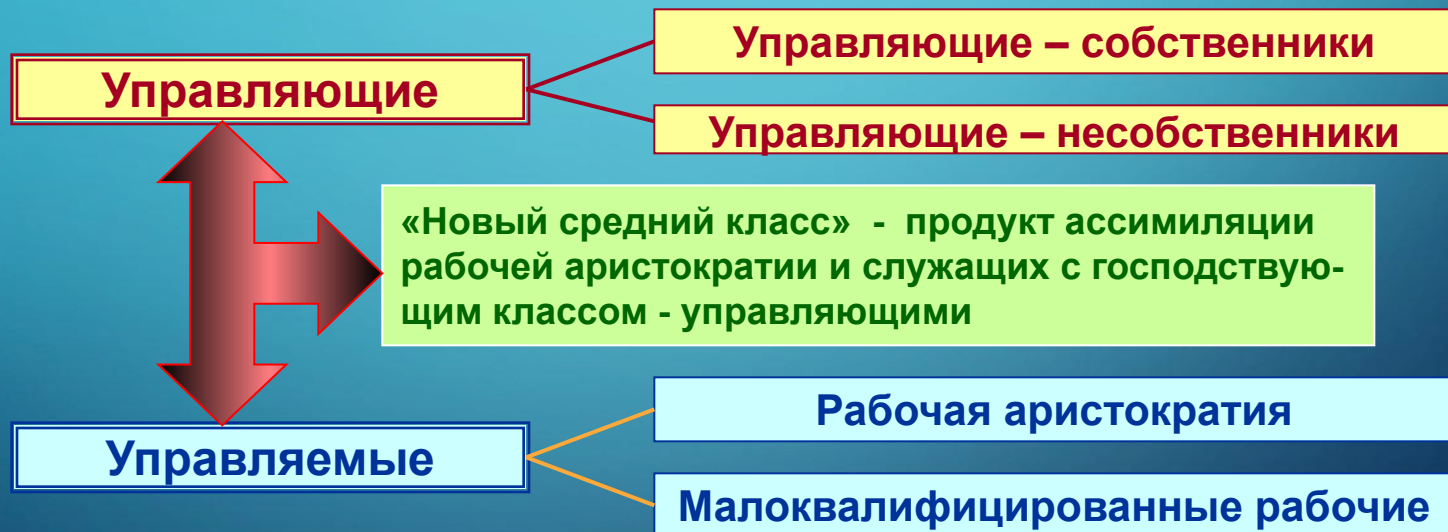 Управляющие – собственники
Управляющие
Управляющие – несобственники
«Новый средний класс» - продукт ассимиляции
рабочей аристократии и служащих с господствую-
щим классом - управляющими
Рабочая аристократия
Управляемые
Малоквалифицированные рабочие